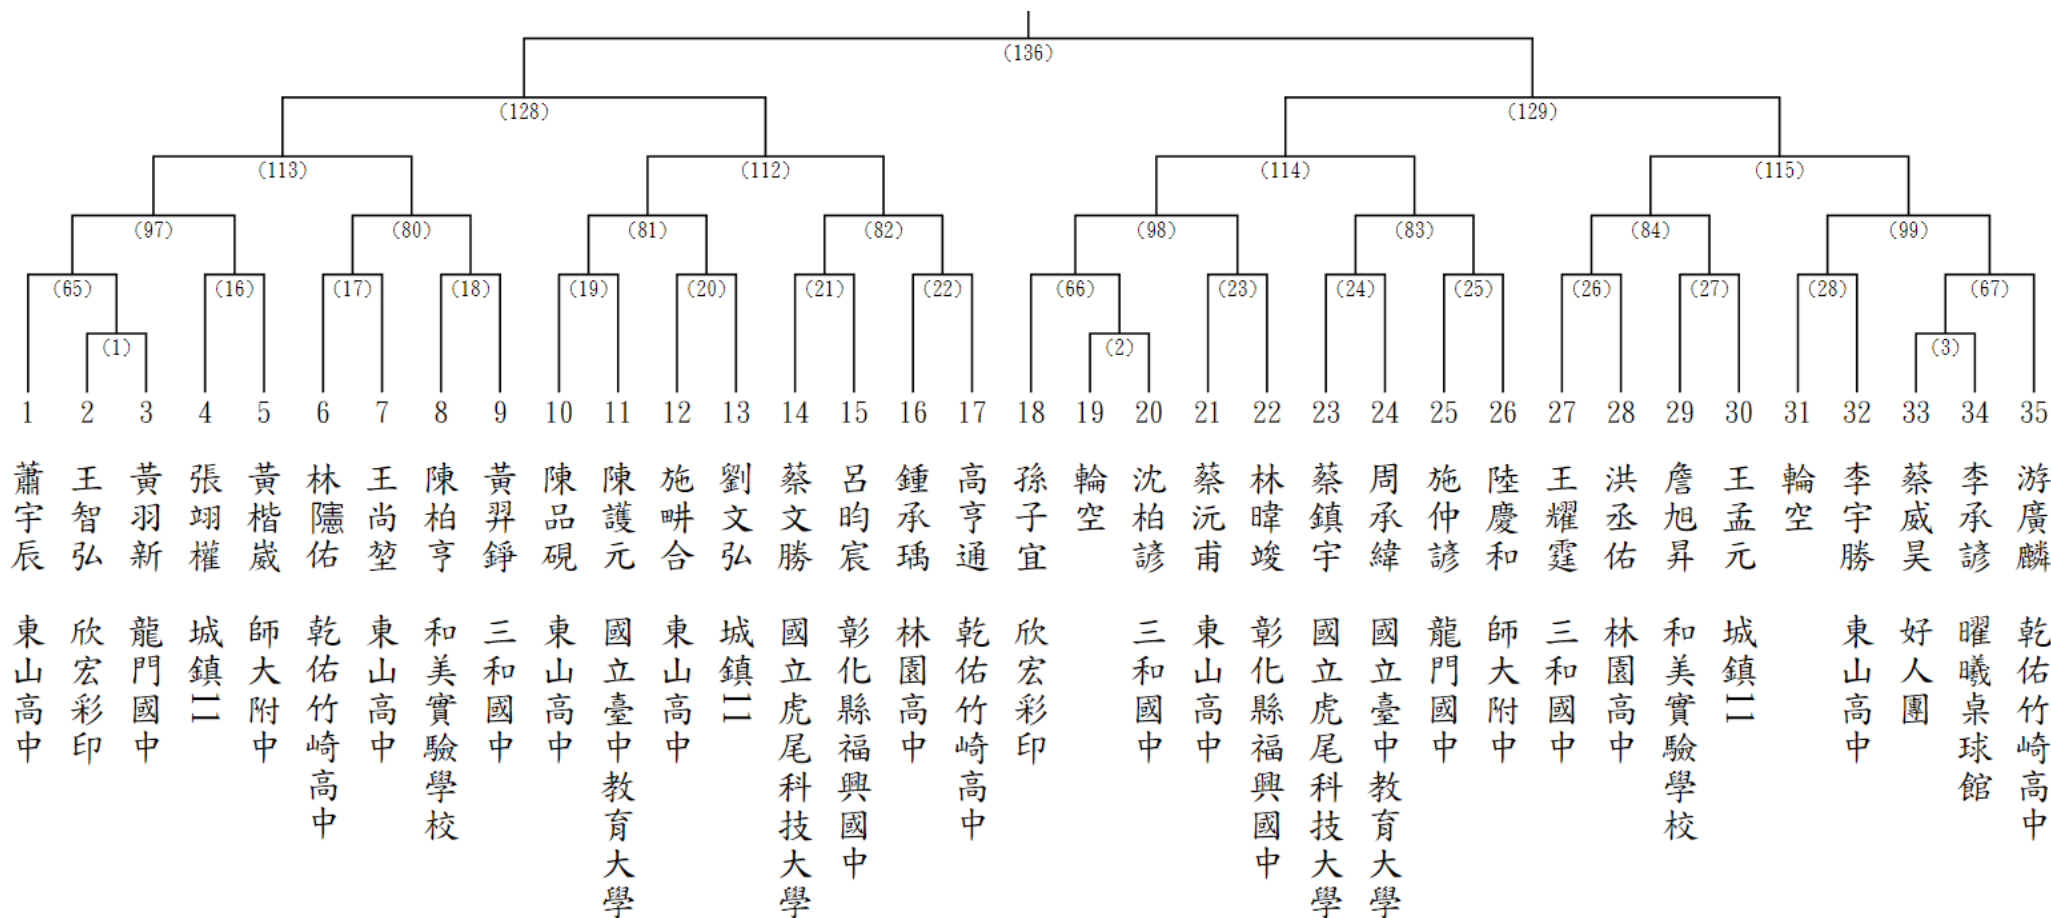 (136)
(128) (129)
(113) (112) (114) (115)
(97) (80) (81) (82) (98) (83) (84) (99)
(65) (16) (17) (18) (19) (20) (21) (22) (66) (23) (24) (25) (26) (27) (28) (67)
(1) (2) (3)
1 2 3 4 5 6 7 8 9 10 11 12 13 14 15 16 17 18 19 20 21 22 23 24 25 26 27 28 29 30 31 32 33 34 35
蕭宇辰
王智弘
黃羽新
張翊權
黃楷崴
林隱佑
王尚堃
陳柏亨
黃羿錚
陳品硯
陳護元
施畊合
劉文弘
蔡文勝
呂昀宸
鍾承瑀
高亨通
孫子宜
輪空
沈柏諺
蔡沅甫
林暐竣
蔡鎮宇
周承緯
施仲諺
陸慶和
王耀霆
洪丞佑
詹旭昇
王孟元
輪空
李宇勝
蔡威昊
李承諺
游廣麟
東山高中
欣宏彩印
龍門國中
城鎮11
師大附中
乾佑竹崎高中
東山高中
和美實驗學校
三和國中
東山高中
國立臺中教育大學
東山高中
城鎮11
國立虎尾科技大學
彰化縣福興國中
林園高中
乾佑竹崎高中
欣宏彩印
三和國中
東山高中
彰化縣福興國中
國立虎尾科技大學
國立臺中教育大學
龍門國中
師大附中
三和國中
林園高中
和美實驗學校
城鎮11
東山高中
好人團
曜曦桌球館
乾佑竹崎高中